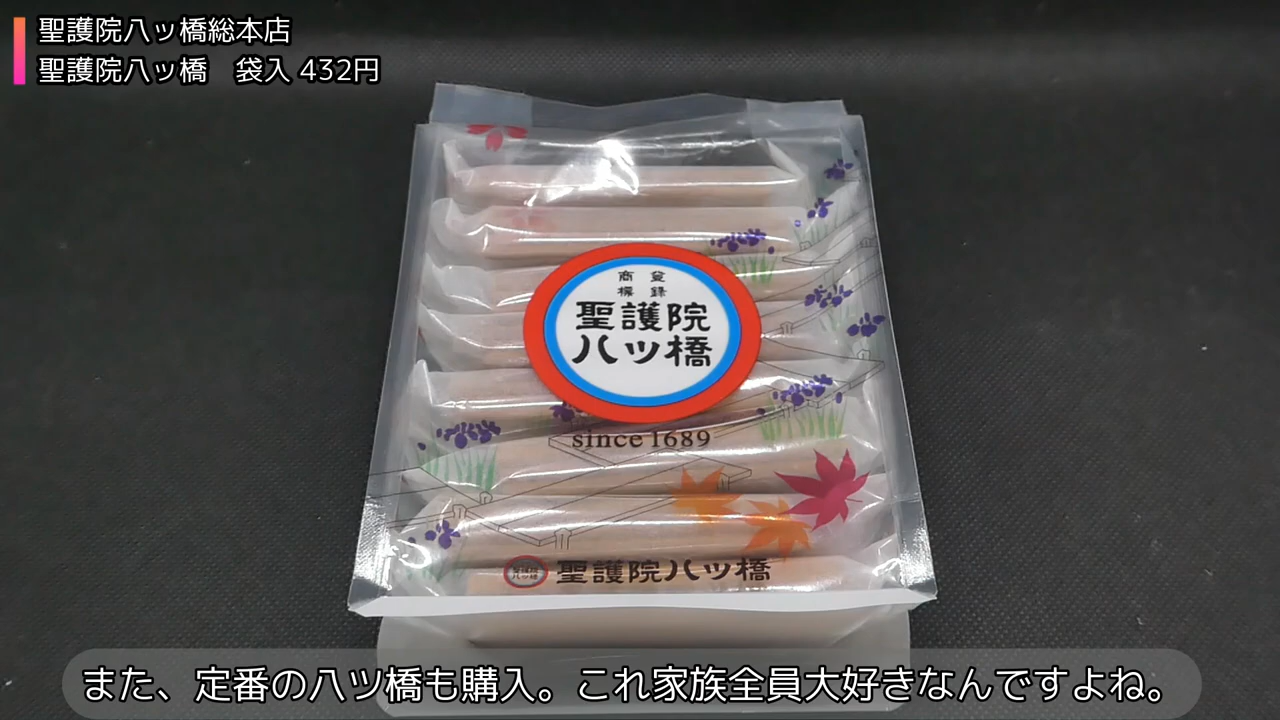 聖護院八ッ橋総本店
聖護院八ッ橋　袋入 432円
商登
標録
聖護院
八ツ橋
since 1689
聖護院八ツ橋
また、定番の八ツ橋も購入。これ家族全員大好きなんですよね。